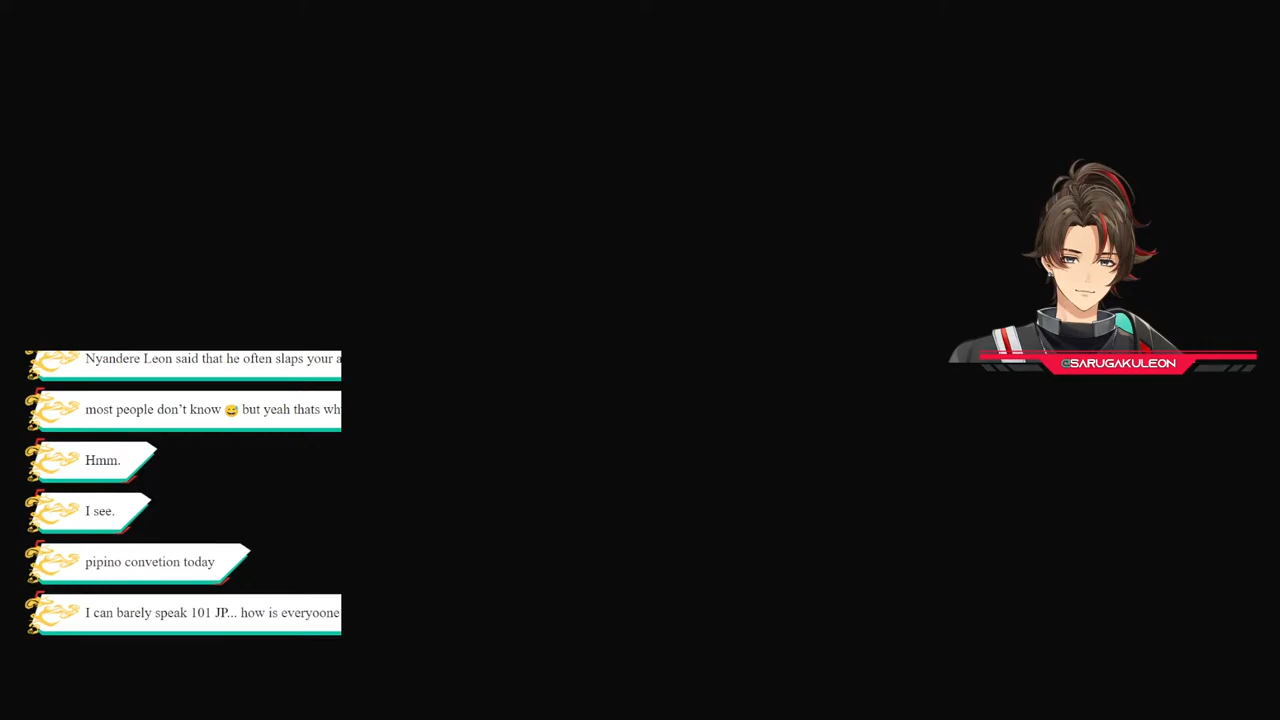 Nyandere Leon said that he often slaps your a
most people don't know 😅 but yeah thats wh
Hmm.
I see.
pipino convetion today
I can barely speak 101 JP... how is everyoone
@SARUGAKULEON